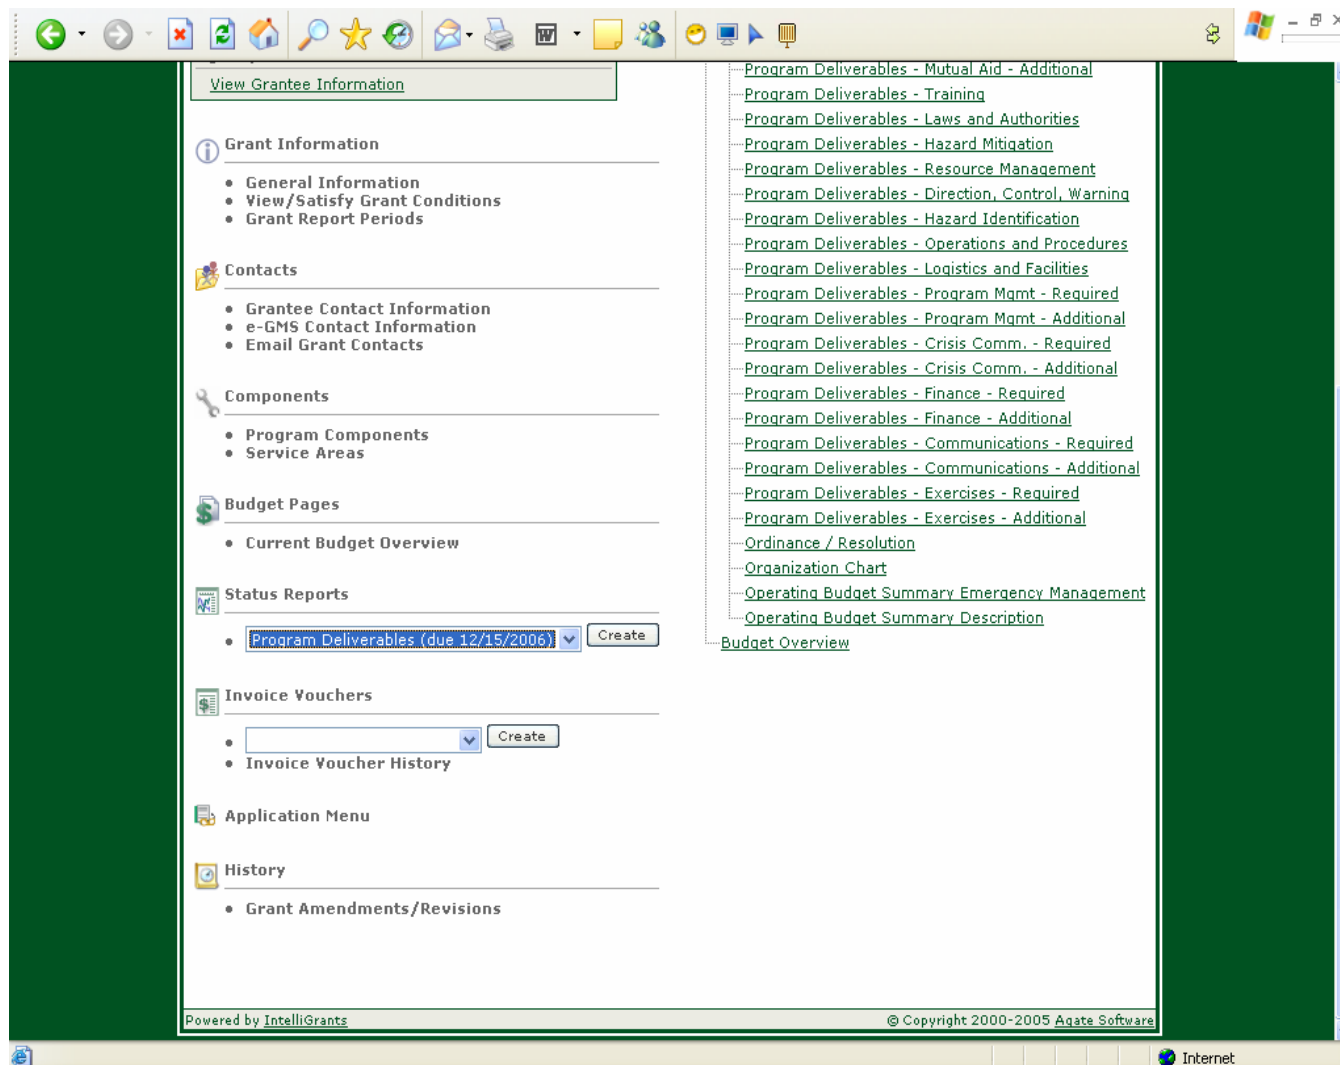 View Grantee Information
Grant Information
General Information
View/Satisfy Grant Conditions
Grant Report Periods
Contacts
Grantee Contact Information
e-GMS Contact Information
Email Grant Contacts
Components
Program Components
Service Areas
Budget Pages
Current Budget Overview
Status Reports
Program Deliverables (due 12/15/2006) Create
Invoice Vouchers
Create
Invoice Voucher History
Application Menu
History
Grant Amendments/Revisions
Program Deliverables - Mutual Aid - Additional
Program Deliverables - Training
Program Deliverables - Laws and Authorities
Program Deliverables - Hazard Mitigation
Program Deliverables - Resource Management
Program Deliverables - Direction, Control, Warning
Program Deliverables - Hazard Identification
Program Deliverables - Operations and Procedures
Program Deliverables - Logistics and Facilities
Program Deliverables - Program Mgmt - Required
Program Deliverables - Program Mgmt - Additional
Program Deliverables - Crisis Comm. - Required
Program Deliverables - Crisis Comm. - Additional
Program Deliverables - Finance - Required
Program Deliverables - Finance - Additional
Program Deliverables - Communications - Required
Program Deliverables - Communications - Additional
Program Deliverables - Exercises - Required
Program Deliverables - Exercises - Additional
Ordinance / Resolution
Organization Chart
Operating Budget Summary Emergency Management
Operating Budget Summary Description
Budget Overview
Powered by IntelliGrants
© Copyright 2000-2005 Agate Software
Internet